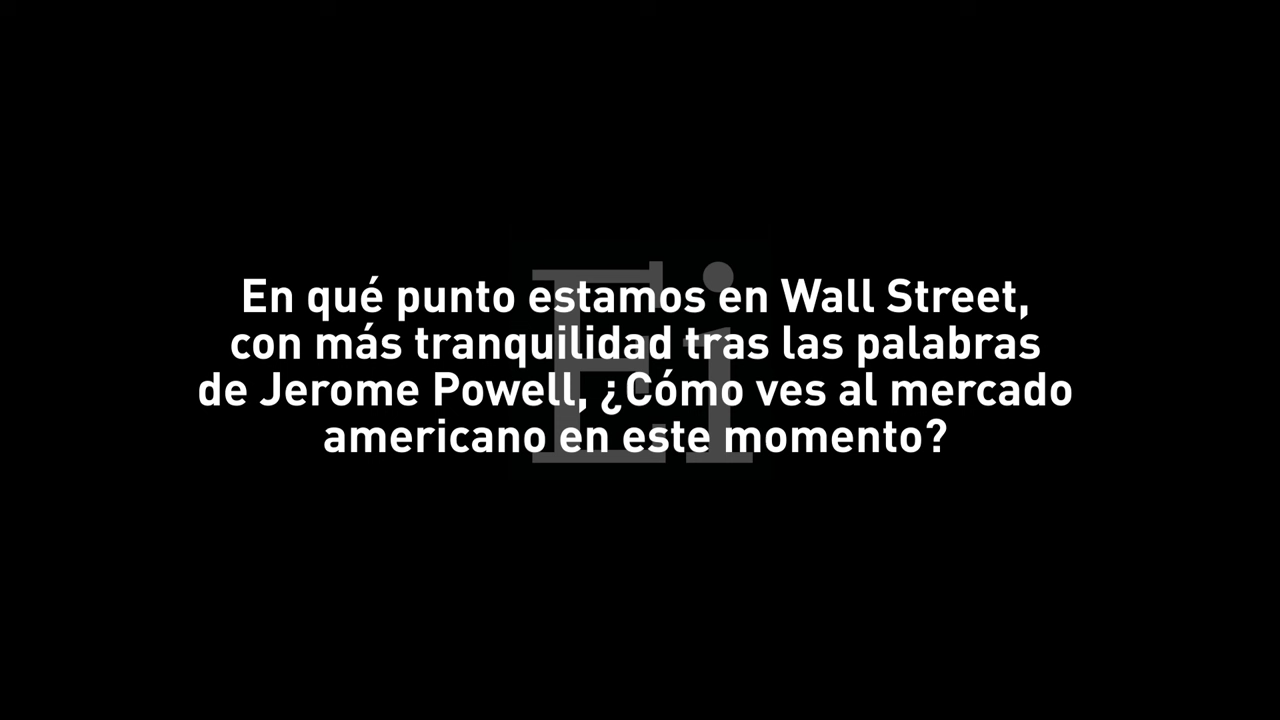 En qué punto estamos en Wall Street,
con más tranquilidad tras las palabras
de Jerome Powell, ¿Cómo ves al mercado
americano en este momento?
Ei